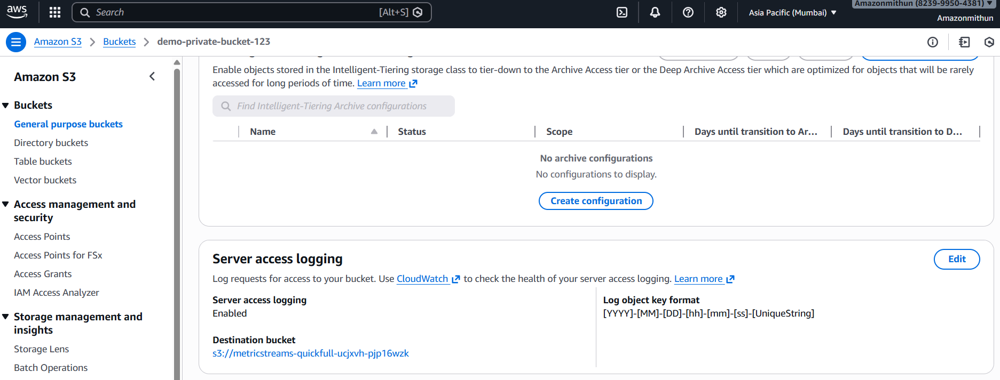 aws
Search
[Alt+S]
Asia Pacific (Mumbai)
Amazonmithun (8239-9950-4381)
Amazonmithun
Amazon S3
Buckets
demo-private-bucket-123
Amazon S3
Buckets
General purpose buckets
Directory buckets
Table buckets
Vector buckets
Access management and
security
Access Points
Access Points for FSx
Access Grants
IAM Access Analyzer
Storage management and
insights
Storage Lens
Batch Operations
Enable objects stored in the Intelligent-Tiering storage class to tier-down to the Archive Access tier or the Deep Archive Access tier which are optimized for objects that will be rarely
accessed for long periods of time. Learn more
Find Intelligent-Tiering Archive configurations
Name
Status
Scope
Days until transition to Ar...
Days until transition to D...
No archive configurations
No configurations to display.
Create configuration
Server access logging
Edit
Log requests for access to your bucket. Use CloudWatch to check the health of your server access logging. Learn more
Server access logging
Enabled
Log object key format
[YYYY]-[MM]-[DD]-[hh]-[mm]-[ss]-[UniqueString]
Destination bucket
s3://metricstreams-quickfull-ucjxvh-pjp16wzk